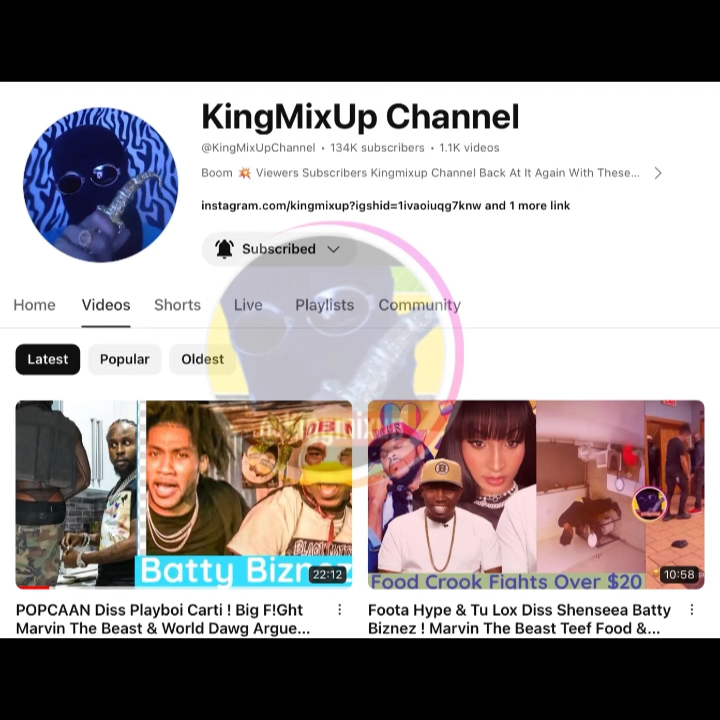 KingMixUp Channel
@KingMixUpChannel • 134K subscribers • 1.1K videos
Boom 💥 Viewers Subscribers Kingmixup Channel Back At It Again With These...
instagram.com/kingmixup?igshid=1ivaoiuqg7knw and 1 more link
Subscribed
Home Videos Shorts Live Playlists Community
Latest Popular Oldest
Batty Bizn
22:12
Food Crook Fights Over $20
10:58
POPCAAN Diss Playboi Carti ! Big F!Ght
Marvin The Beast & World Dawg Argue...
Foota Hype & Tu Lox Diss Shenseea Batty
Biznez ! Marvin The Beast Teef Food &...